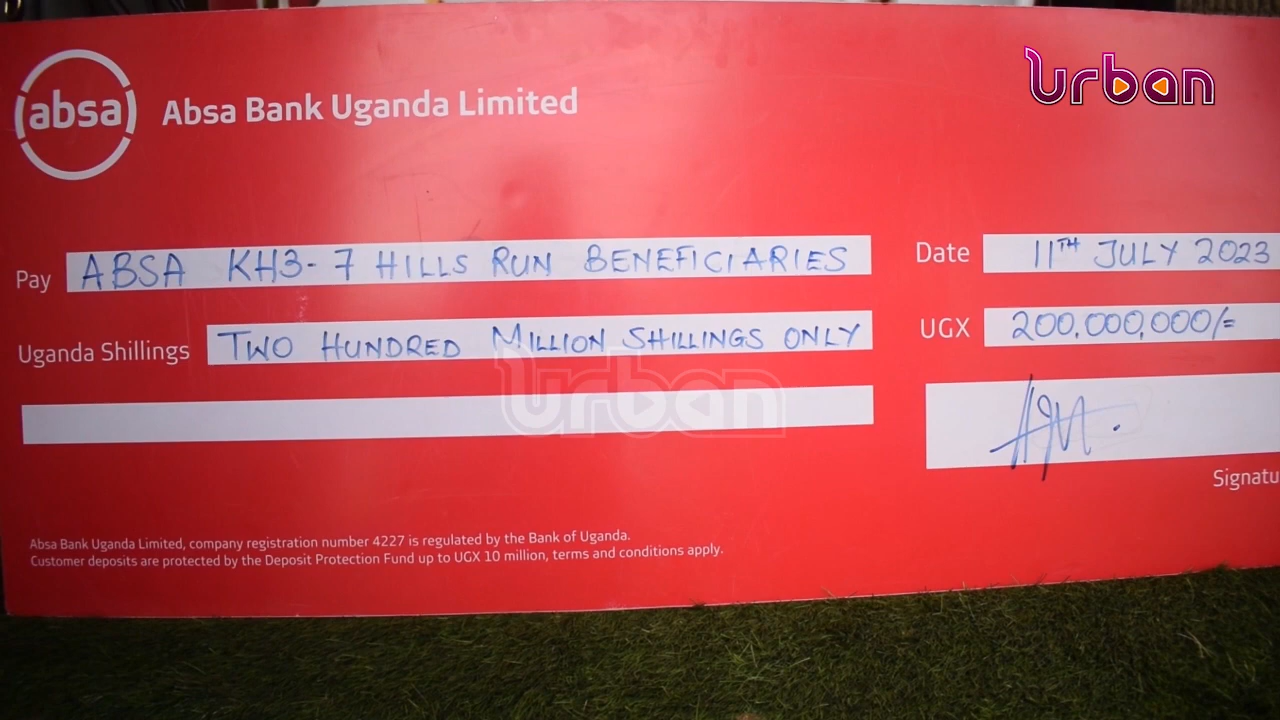 urban
absa
Absa Bank Uganda Limited
Pay ABSA KH3-7 HILLS RUN BENEFICIARIES
Date 11TH JULY 2023
Uganda Shillings TWO HUNDRED MILLION SHILLINGS ONLY
UGX 200,000,000/=
urban
Signatu
Absa Bank Uganda Limited, company registration number 4227 is regulated by the Bank of Uganda.
Customer deposits are protected by the Deposit Protection Fund up to UGX 10 million, terms and conditions apply.